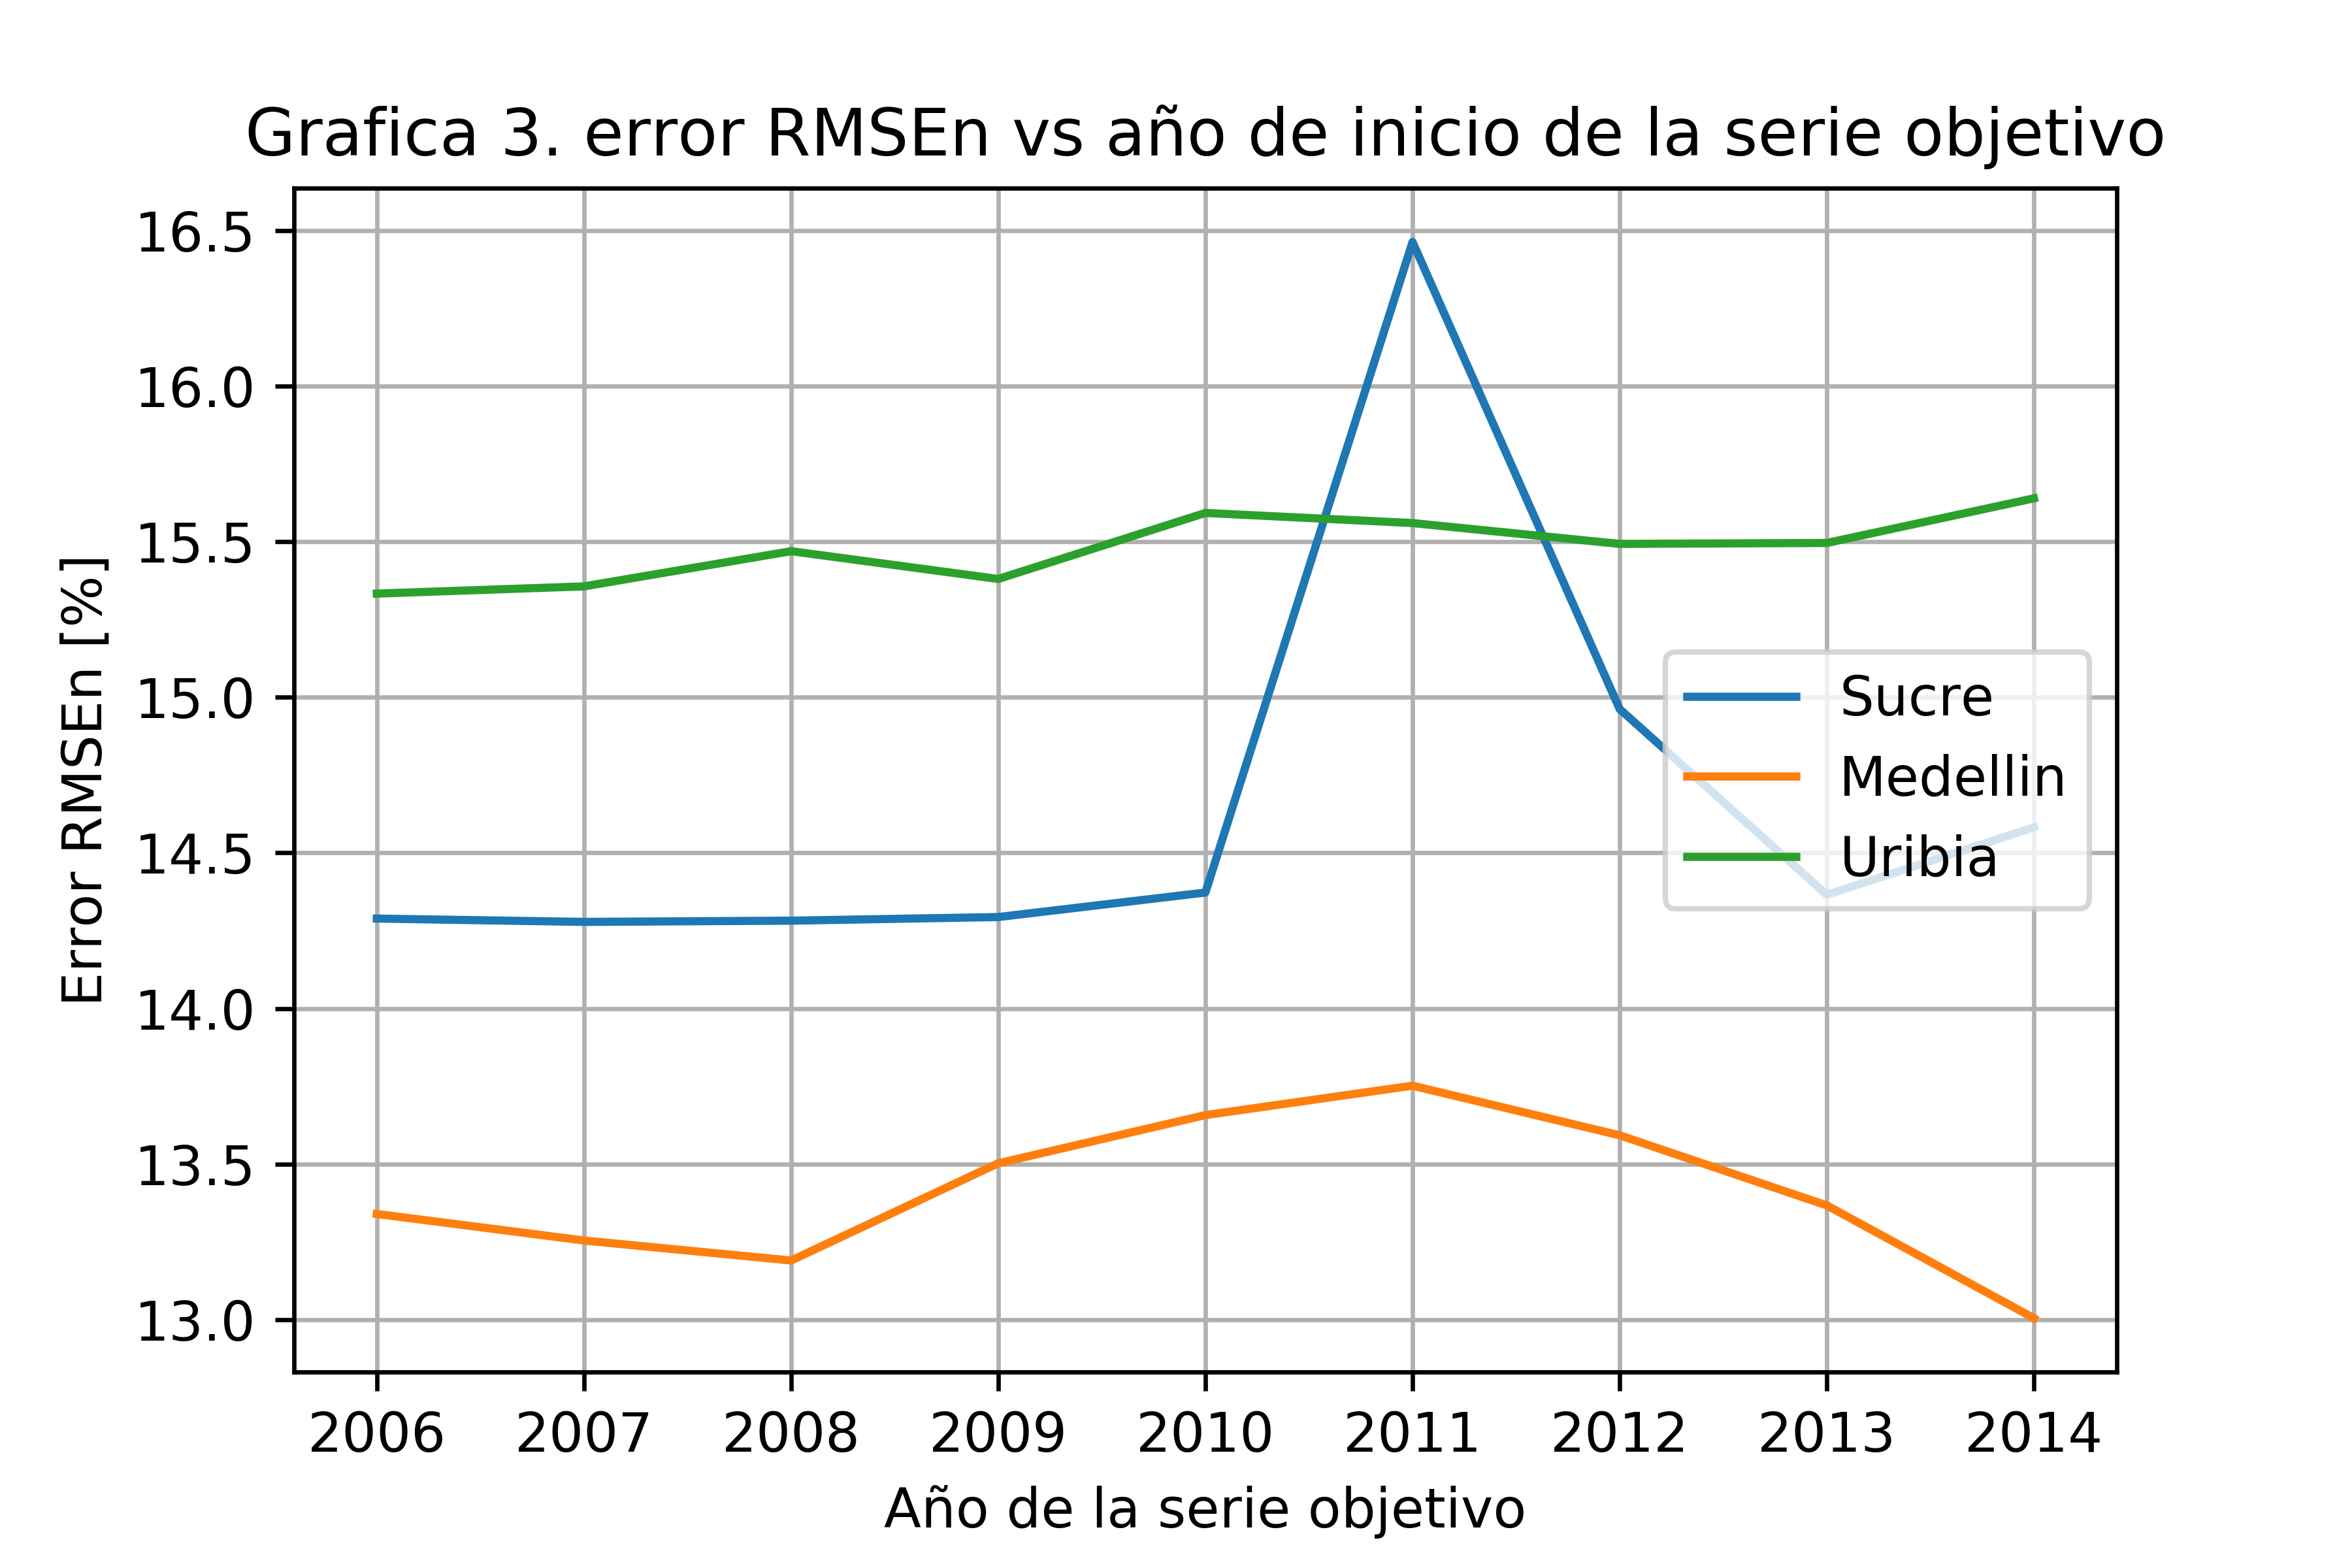 Grafica 3. error RMSEn vs año de inicio de la serie objetivo
Error RMSEn [%]
16.5
16.0
15.5
15.0
14.5
14.0
13.5
13.0
Sucre
Medellin
Uribia
2006 2007 2008 2009 2010 2011 2012 2013 2014
Año de la serie objetivo